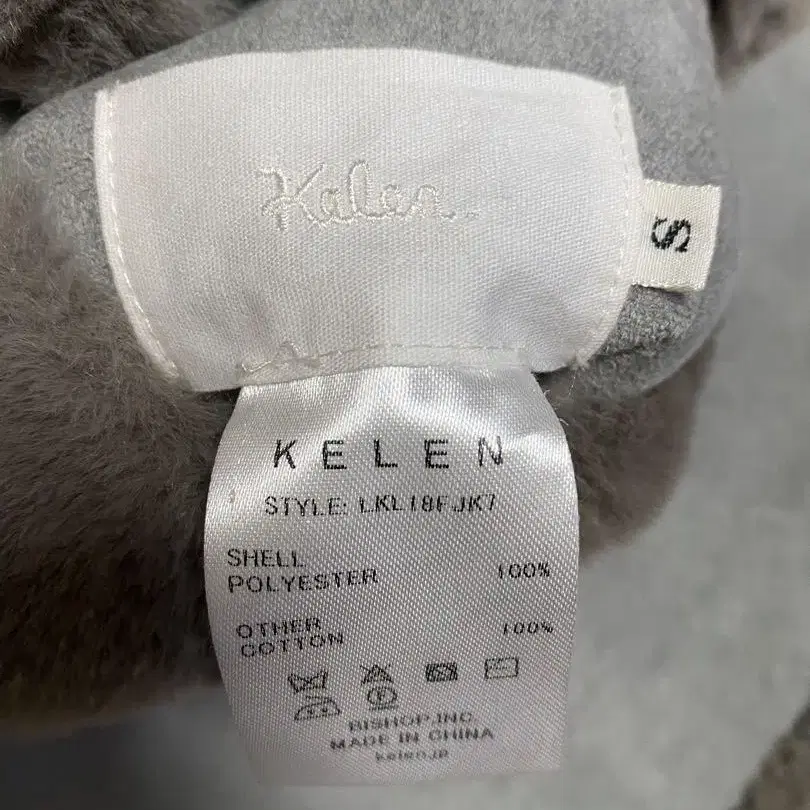 Kelen.
S
KELEN
STYLE: LKL18FJK7
SHELL
POLYESTER 100%
OTHER
COTTON 100%
BISHOP.INC.
MADE IN CHINA
kelen.jp